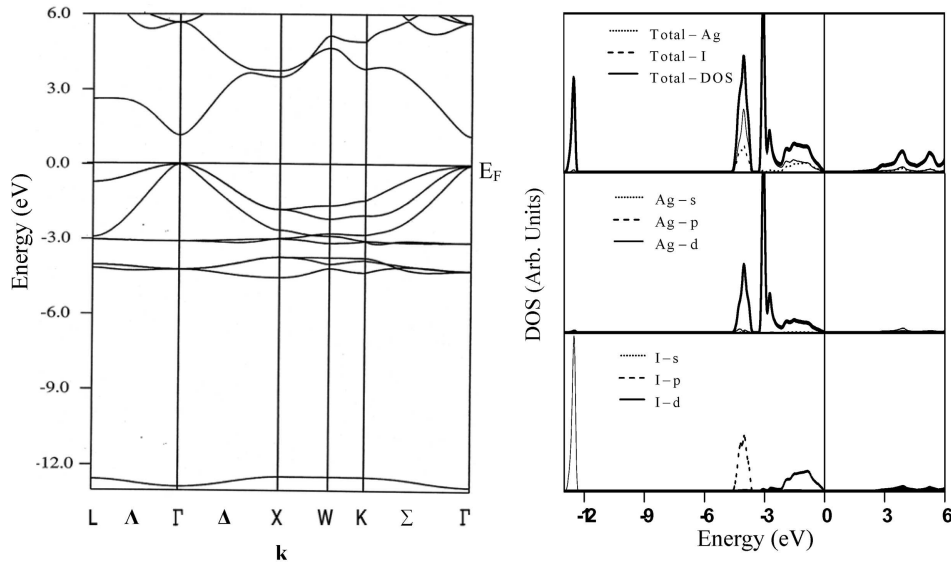 6.0
3.0
0.0
-3.0
-6.0
-9.0
-12.0
Energy (eV)
E_F
L Λ Γ Δ X W K Σ Γ
k
Total-Ag
Total-I
Total-DOS
Ag-s
Ag-p
Ag-d
I-s
I-p
I-d
DOS (Arb. Units)
-12 -9 -6 -3 0 3 6
Energy (eV)